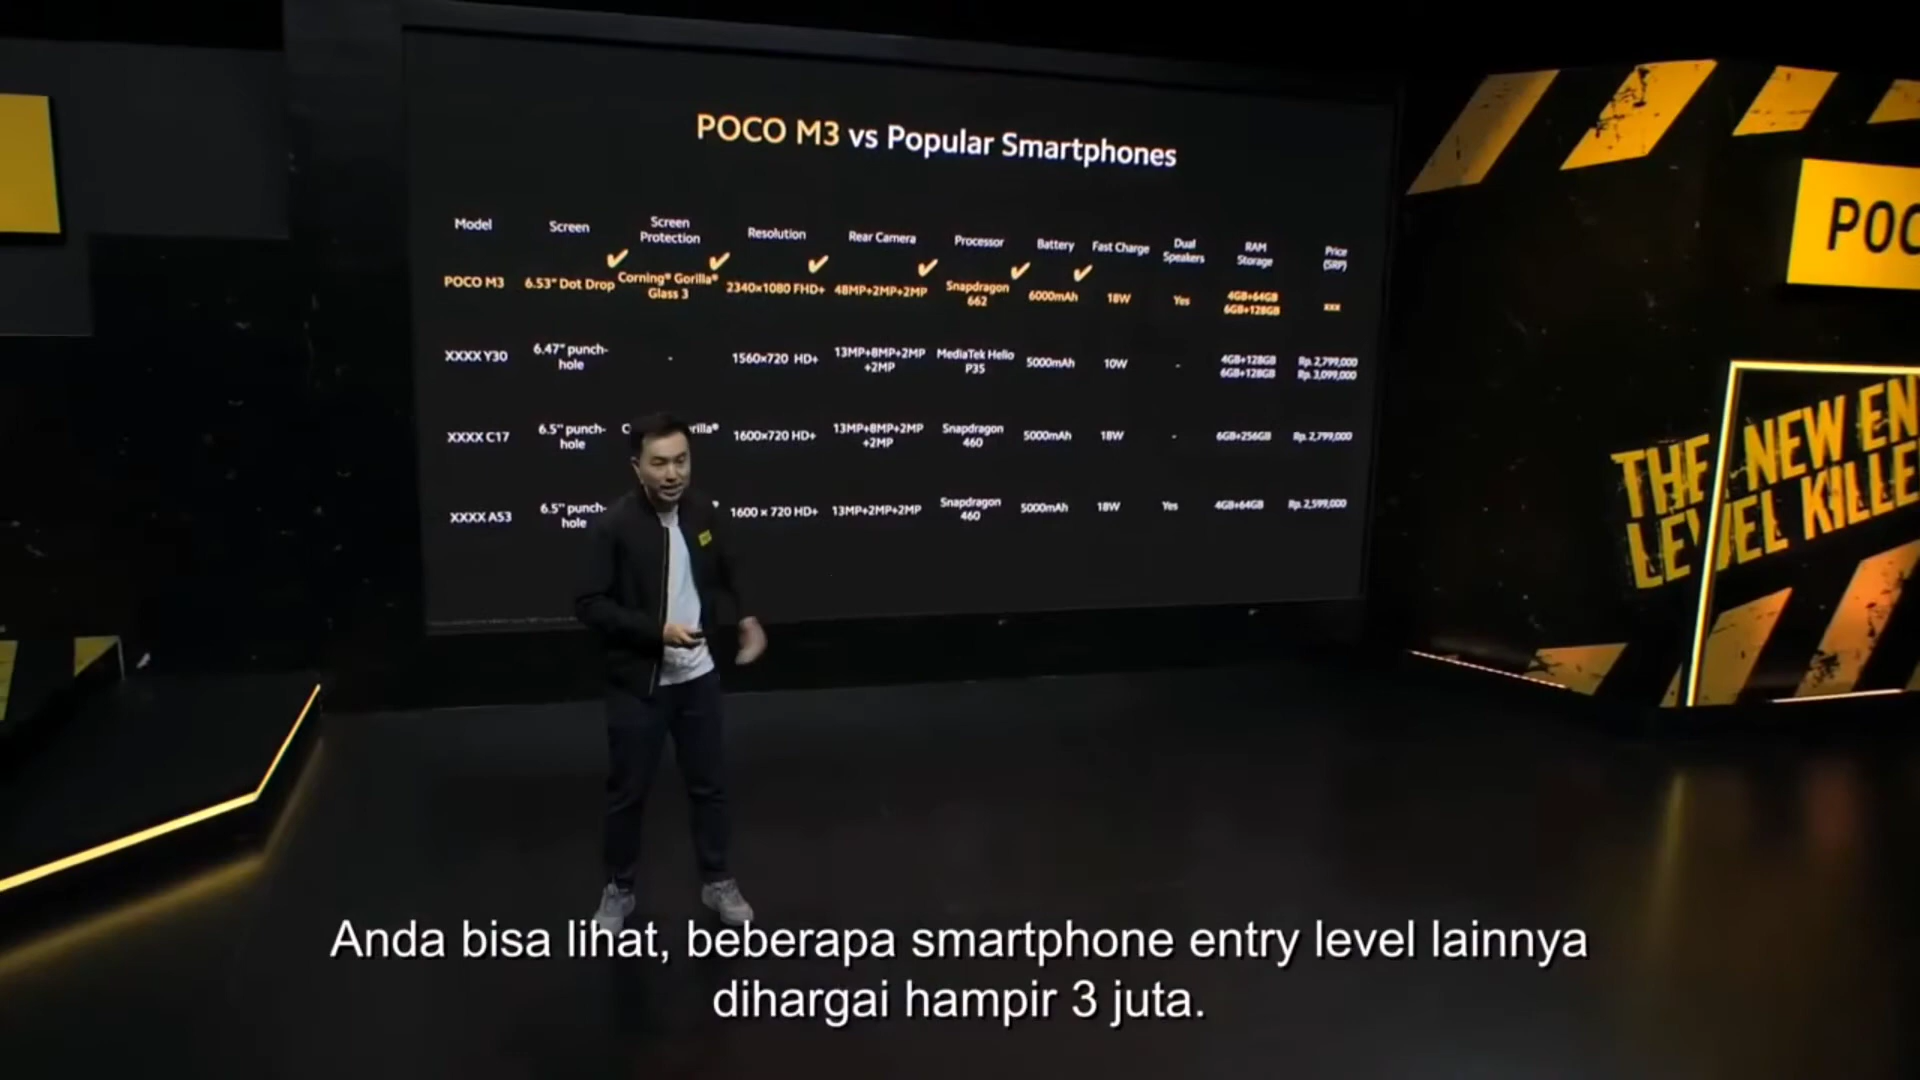 POCO M3 vs Popular Smartphones
Model Screen Screen Protection Resolution Rear Camera Processor Battery Fast Charge Dual Speakers RAM Storage Price (SRP)
POCO M3 6.53" Dot Drop Corning® Gorilla® Glass 3 2340×1080 FHD+ 48MP+2MP+2MP Snapdragon 662 6000mAh 18W Yes 4GB+64GB 6GB+128GB xxx
XXXX Y30 6.47" punch-hole - 1560×720 HD+ 13MP+8MP+2MP+2MP MediaTek Helio P35 5000mAh 10W - 4GB+128GB 6GB+128GB Rp.2,799,000 Rp.3,099,000
XXXX C17 6.5" punch-hole 1600×720 HD+ 13MP+8MP+2MP+2MP Snapdragon 460 5000mAh 18W - 6GB+256GB Rp.2,799,000
XXXX A53 6.5" punch-hole 1600 × 720 HD+ 13MP+2MP+2MP Snapdragon 460 5000mAh 18W Yes 4GB+64GB Rp.2,599,000
POC
THE NEW EN
LEVEL KILLE
Anda bisa lihat, beberapa smartphone entry level lainnya
dihargai hampir 3 juta.